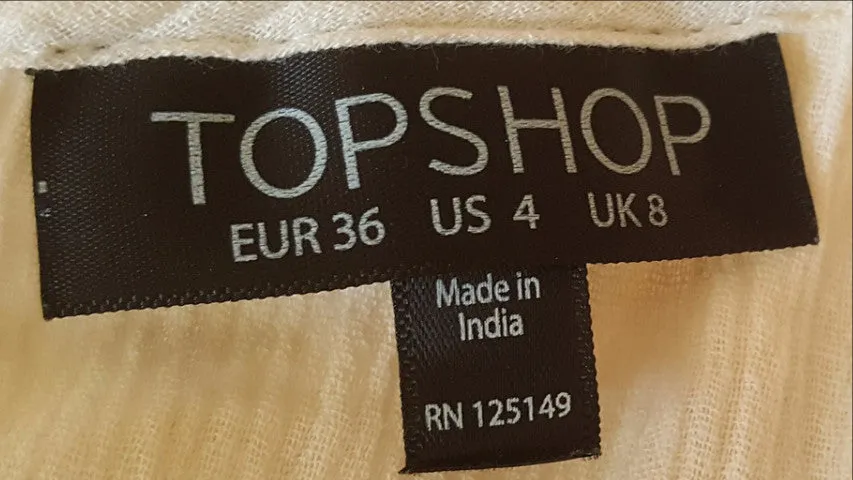 TOPSHOP
EUR 36 US 4 UK 8
Made in
India
RN 125149